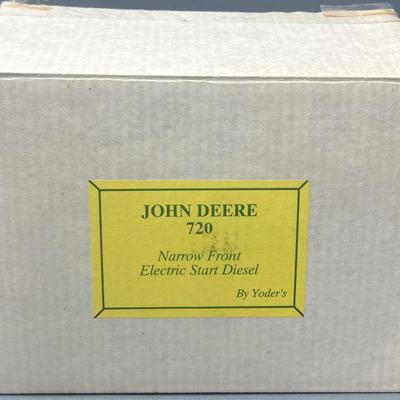 JOHN DEERE
720
Narrow Front
Electric Start Diesel
By Yoder's